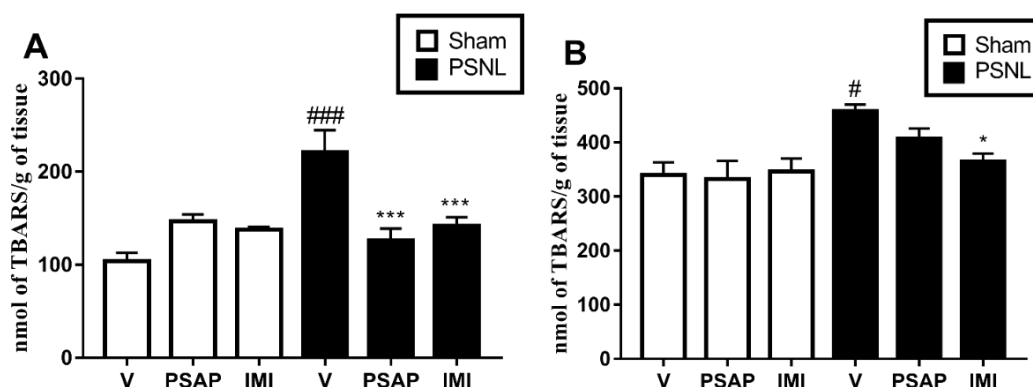 A
Sham
PSNL
nmol of TBARS/g of tissue
300
200
100
0
###
***
***
V PSAP IMI V PSAP IMI
B
Sham
PSNL
nmol of TBARS/g of tissue
500
400
300
200
100
0
#
*
V PSAP IMI V PSAP IMI